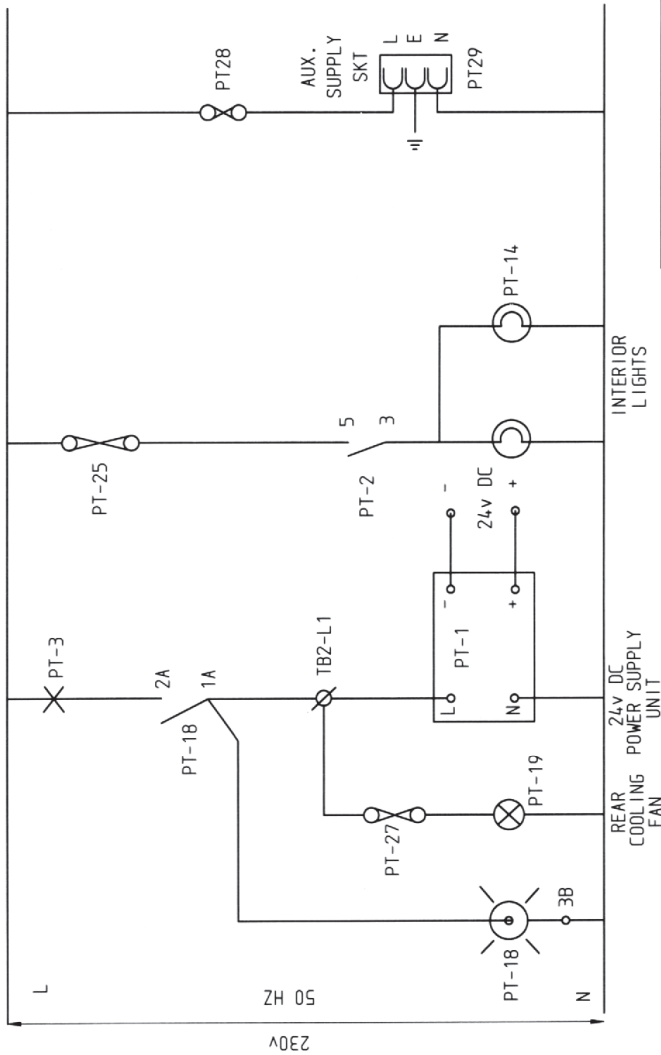 230v
50 HZ
L
N
PT-3
2A
1A
PT-18
PT-18
3B
TB2-L1
PT-27
PT-19
REAR
COOLING
FAN
L
N
PT-1
-
+
24v DC
POWER SUPPLY
UNIT
-
24v DC
+
PT-25
5
3
PT-2
PT-14
INTERIOR
LIGHTS
PT28
AUX.
SUPPLY
SKT
L
E
N
PT29